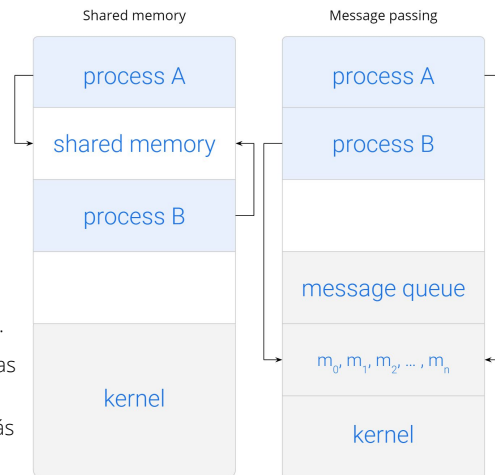 Shared memory
process A
shared memory
process B
kernel
Message passing
process A
process B
message queue
m₀, m₁, m₂, ... , mₙ
kernel